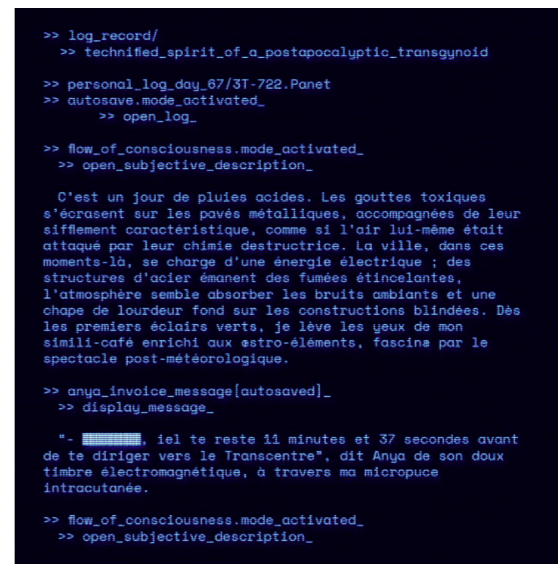 >> log_record/
>> technified_spirit_of_a_postapocalyptic_transgynoid
>> personal_log_day_67/3T-722.Panet
>> autosave.mode_activated_
>> open_log_
>> flow_of_consciousness.mode_activated_
>> open_subjective_description_
C'est un jour de pluies acides. Les gouttes toxiques
s'écrasent sur les pavés métalliques, accompagnées de leur
sifflement caractéristique, comme si l'air lui-même était
attaqué par leur chimie destructrice. La ville, dans ces
moments-là, se charge d'une énergie électrique ; des
structures d'acier émanent des fumées étincelantes,
l'atmosphère semble absorber les bruits ambiants et une
chape de lourdeur fond sur les constructions blindées. Dès
les premiers éclairs verts, je lève les yeux de mon
simili-café enrichi aux æstro-éléments, fascinæ par le
spectacle post-météorologique.
>> anya_invoice_message[autosaved]_
>> display_message_
"- ▒▒▒▒▒▒▒▒, iel te reste 11 minutes et 37 secondes avant
de te diriger vers le Transcentre", dit Anya de son doux
timbre électromagnétique, à travers ma micropuce
intracutanée.
>> flow_of_consciousness.mode_activated_
>> open_subjective_description_